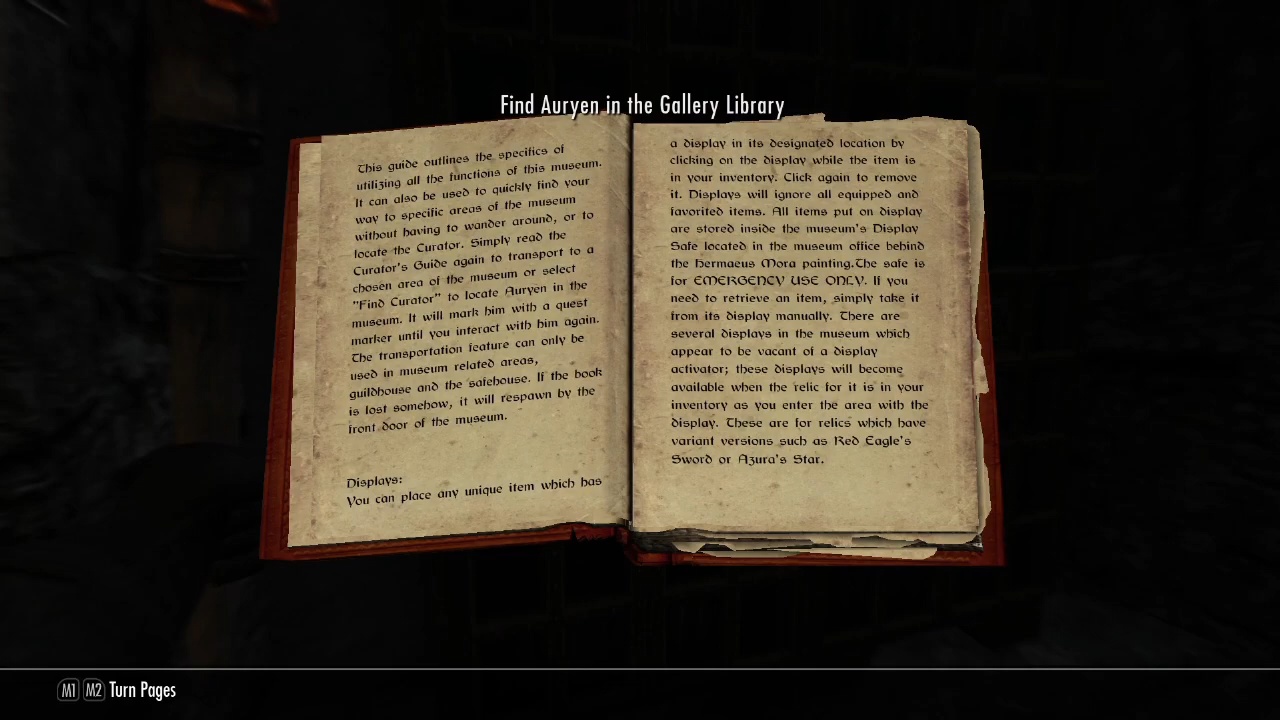 Find Auryen in the Gallery Library
This guide outlines the specifics of
utilizing all the functions of this museum.
It can also be used to quickly find your
way to specific areas of the museum
without having to wander around, or to
locate the Curator. Simply read the
Curator's Guide again to transport to a
chosen area of the museum or select
"Find Curator" to locate Auryen in the
museum. It will mark him with a quest
marker until you interact with him again.
The transportation feature can only be
used in museum related areas,
guildhouse and the safehouse. If the book
is lost somehow, it will respawn by the
front door of the museum.
Displays:
You can place any unique item which has
a display in its designated location by
clicking on the display while the item is
in your inventory. Click again to remove
it. Displays will ignore all equipped and
favorited items. All items put on display
are stored inside the museum's Display
Safe located in the museum office behind
the Hermaeus Mora painting.The safe is
for EMERGENCY USE ONLY. If you
need to retrieve an item, simply take it
from its display manually. There are
several displays in the museum which
appear to be vacant of a display
activator; these displays will become
available when the relic for it is in your
inventory as you enter the area with the
display. These are for relics which have
variant versions such as Red Eagle's
Sword or Azura's Star.
M1 M2 Turn Pages